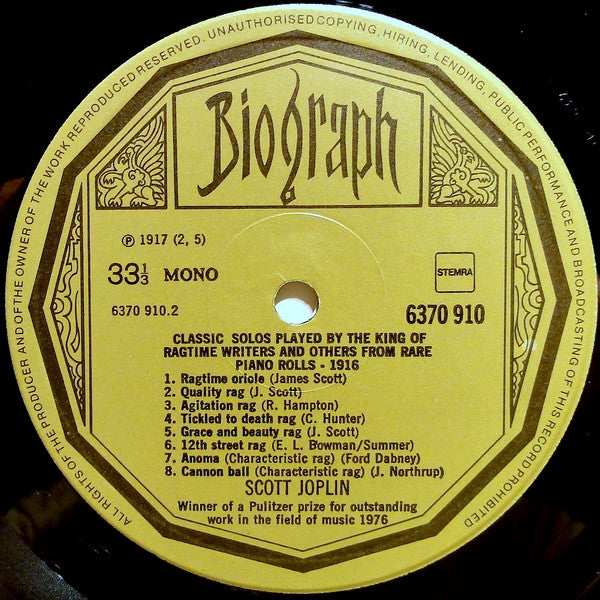 ALL RIGHTS OF THE PRODUCER AND OF THE OWNER OF THE WORK REPRODUCED RESERVED. UNAUTHORISED COPYING, HIRING, LENDING, PUBLIC PERFORMANCE AND BROADCASTING OF THIS RECORD PROHIBITED
Biograph
℗ 1917 (2, 5)
33⅓ MONO
STEMRA
6370 910.2
6370 910
CLASSIC SOLOS PLAYED BY THE KING OF
RAGTIME WRITERS AND OTHERS FROM RARE
PIANO ROLLS - 1916
1. Ragtime oriole (James Scott)
2. Quality rag (J. Scott)
3. Agitation rag (R. Hampton)
4. Tickled to death rag (C. Hunter)
5. Grace and beauty rag (J. Scott)
6. 12th street rag (E. L. Bowman/Summer)
7. Anoma (Characteristic rag) (Ford Dabney)
8. Cannon ball (Characteristic rag) (J. Northrup)
SCOTT JOPLIN
Winner of a Pulitzer prize for outstanding
work in the field of music 1976